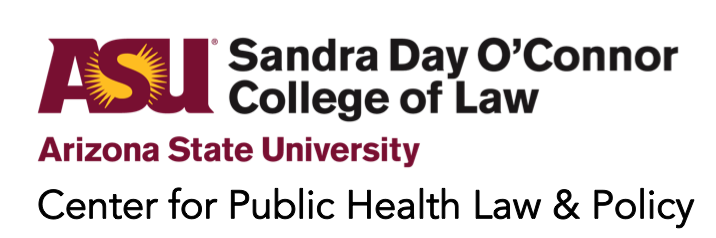 ASU® Sandra Day O'Connor
College of Law
Arizona State University
Center for Public Health Law & Policy